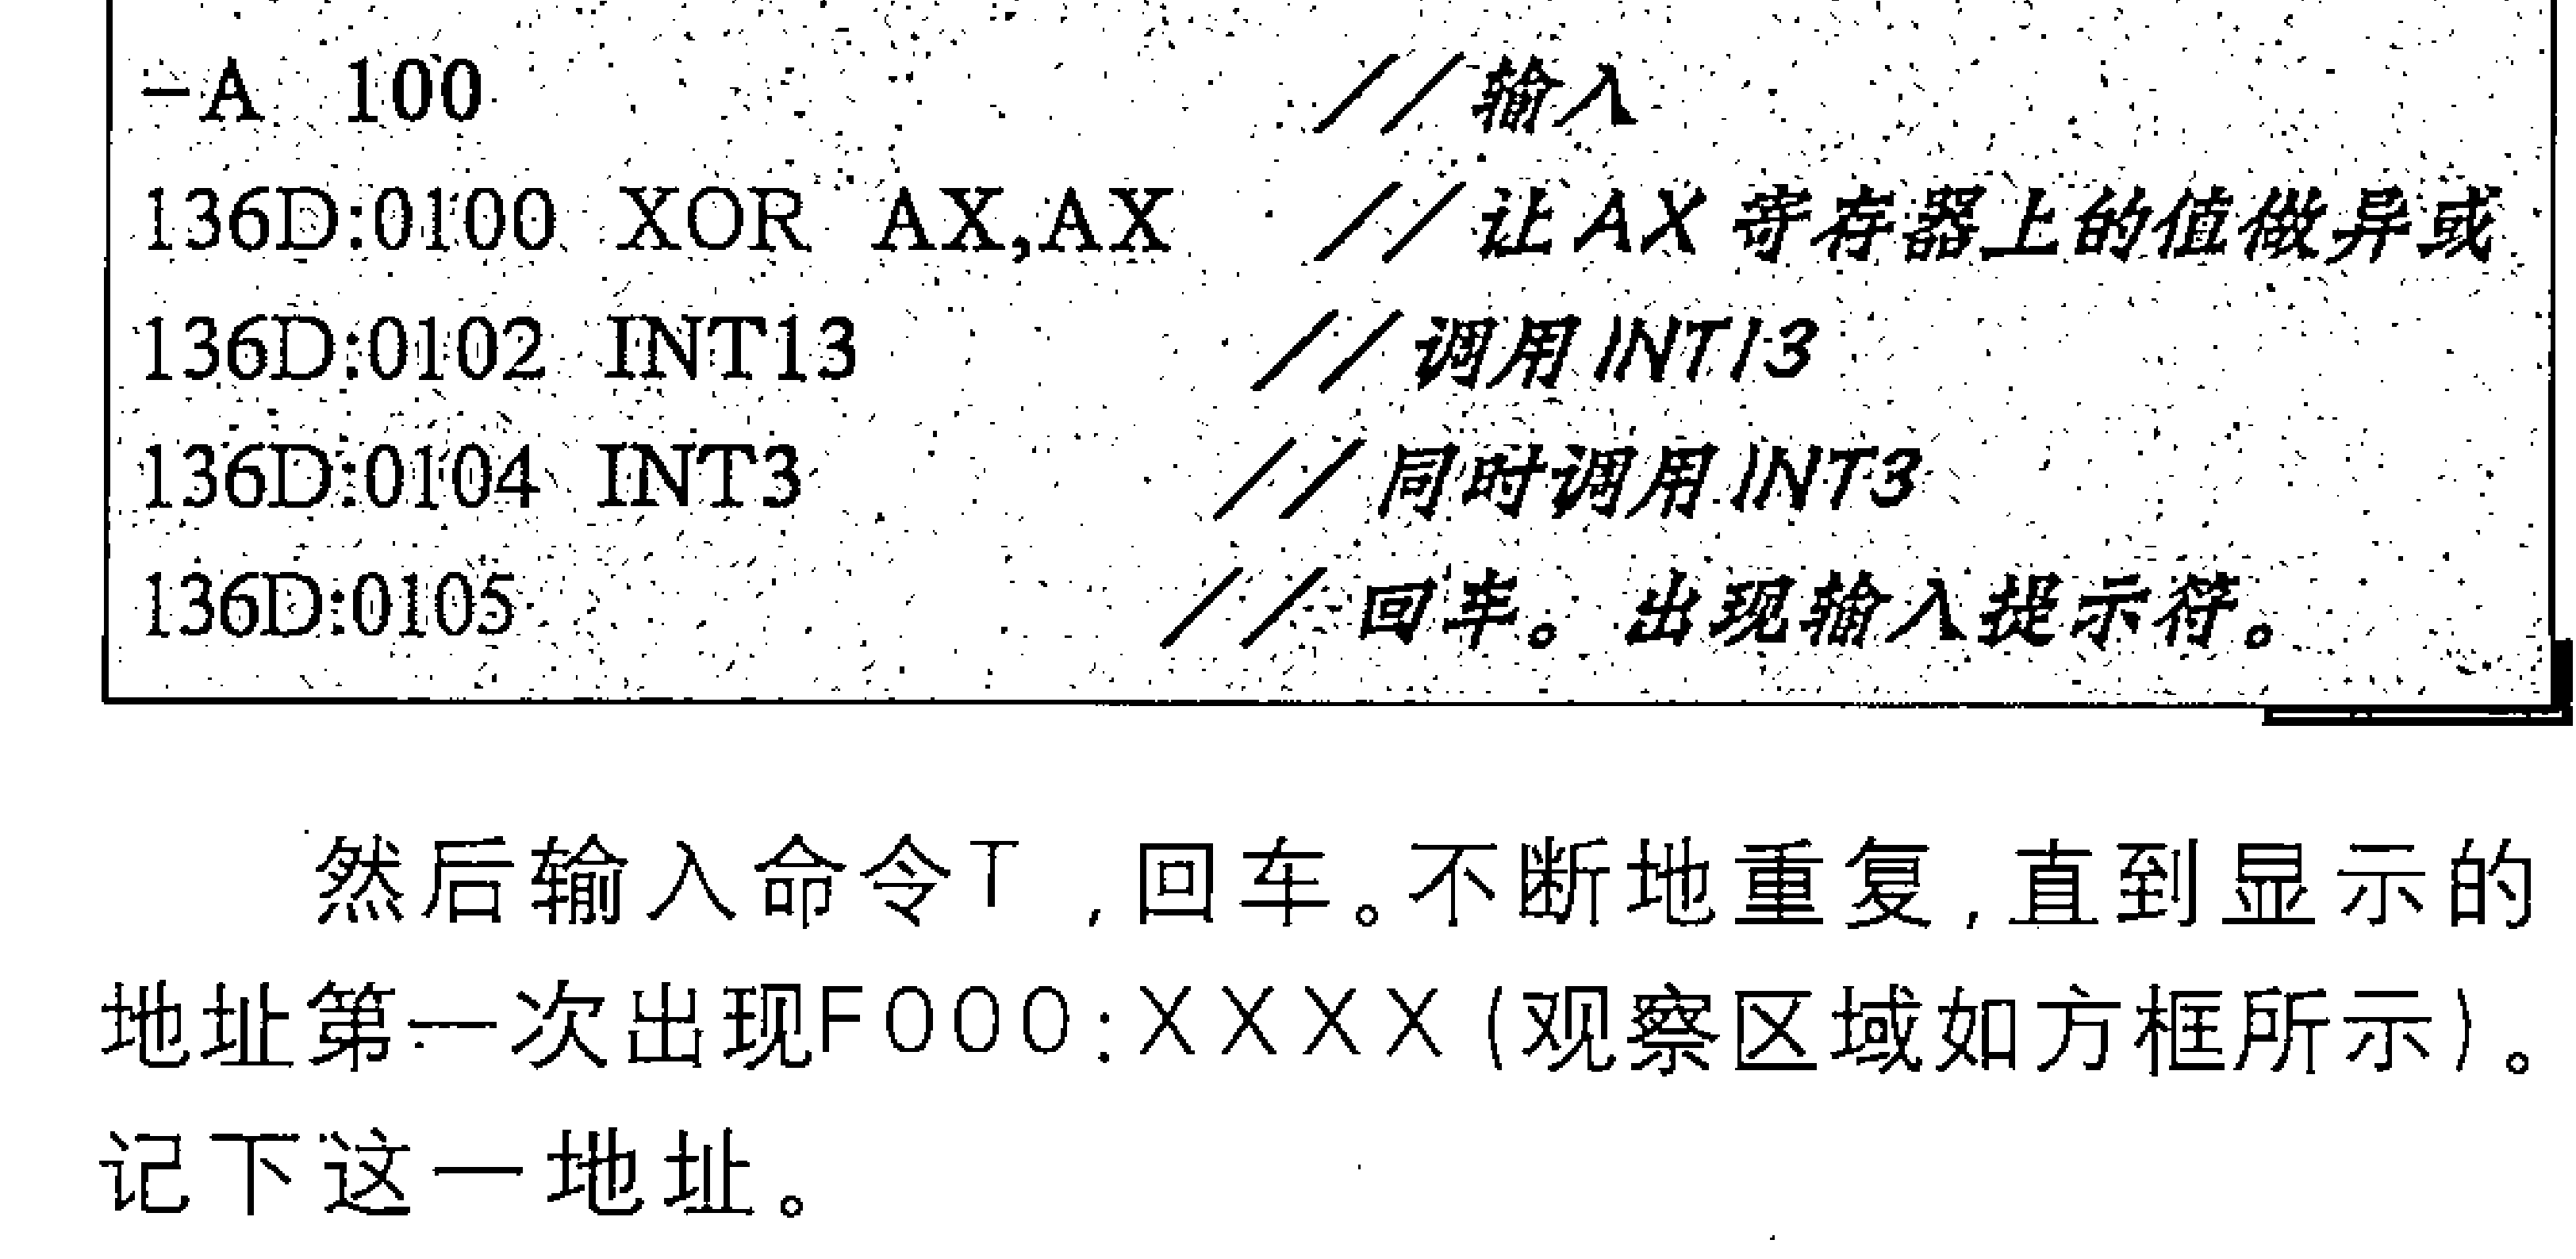 -A 100 //输入
136D:0100 XOR AX,AX //让AX寄存器上的值做异或
136D:0102 INT13 //调用INT13
136D:0104 INT3 //同时调用INT3
136D:0105 //回车。出现输入提示符。
然后输入命令T,回车。不断地重复,直到显示的
地址第一次出现F000:XXXX(观察区域如方框所示)。
记下这一地址。